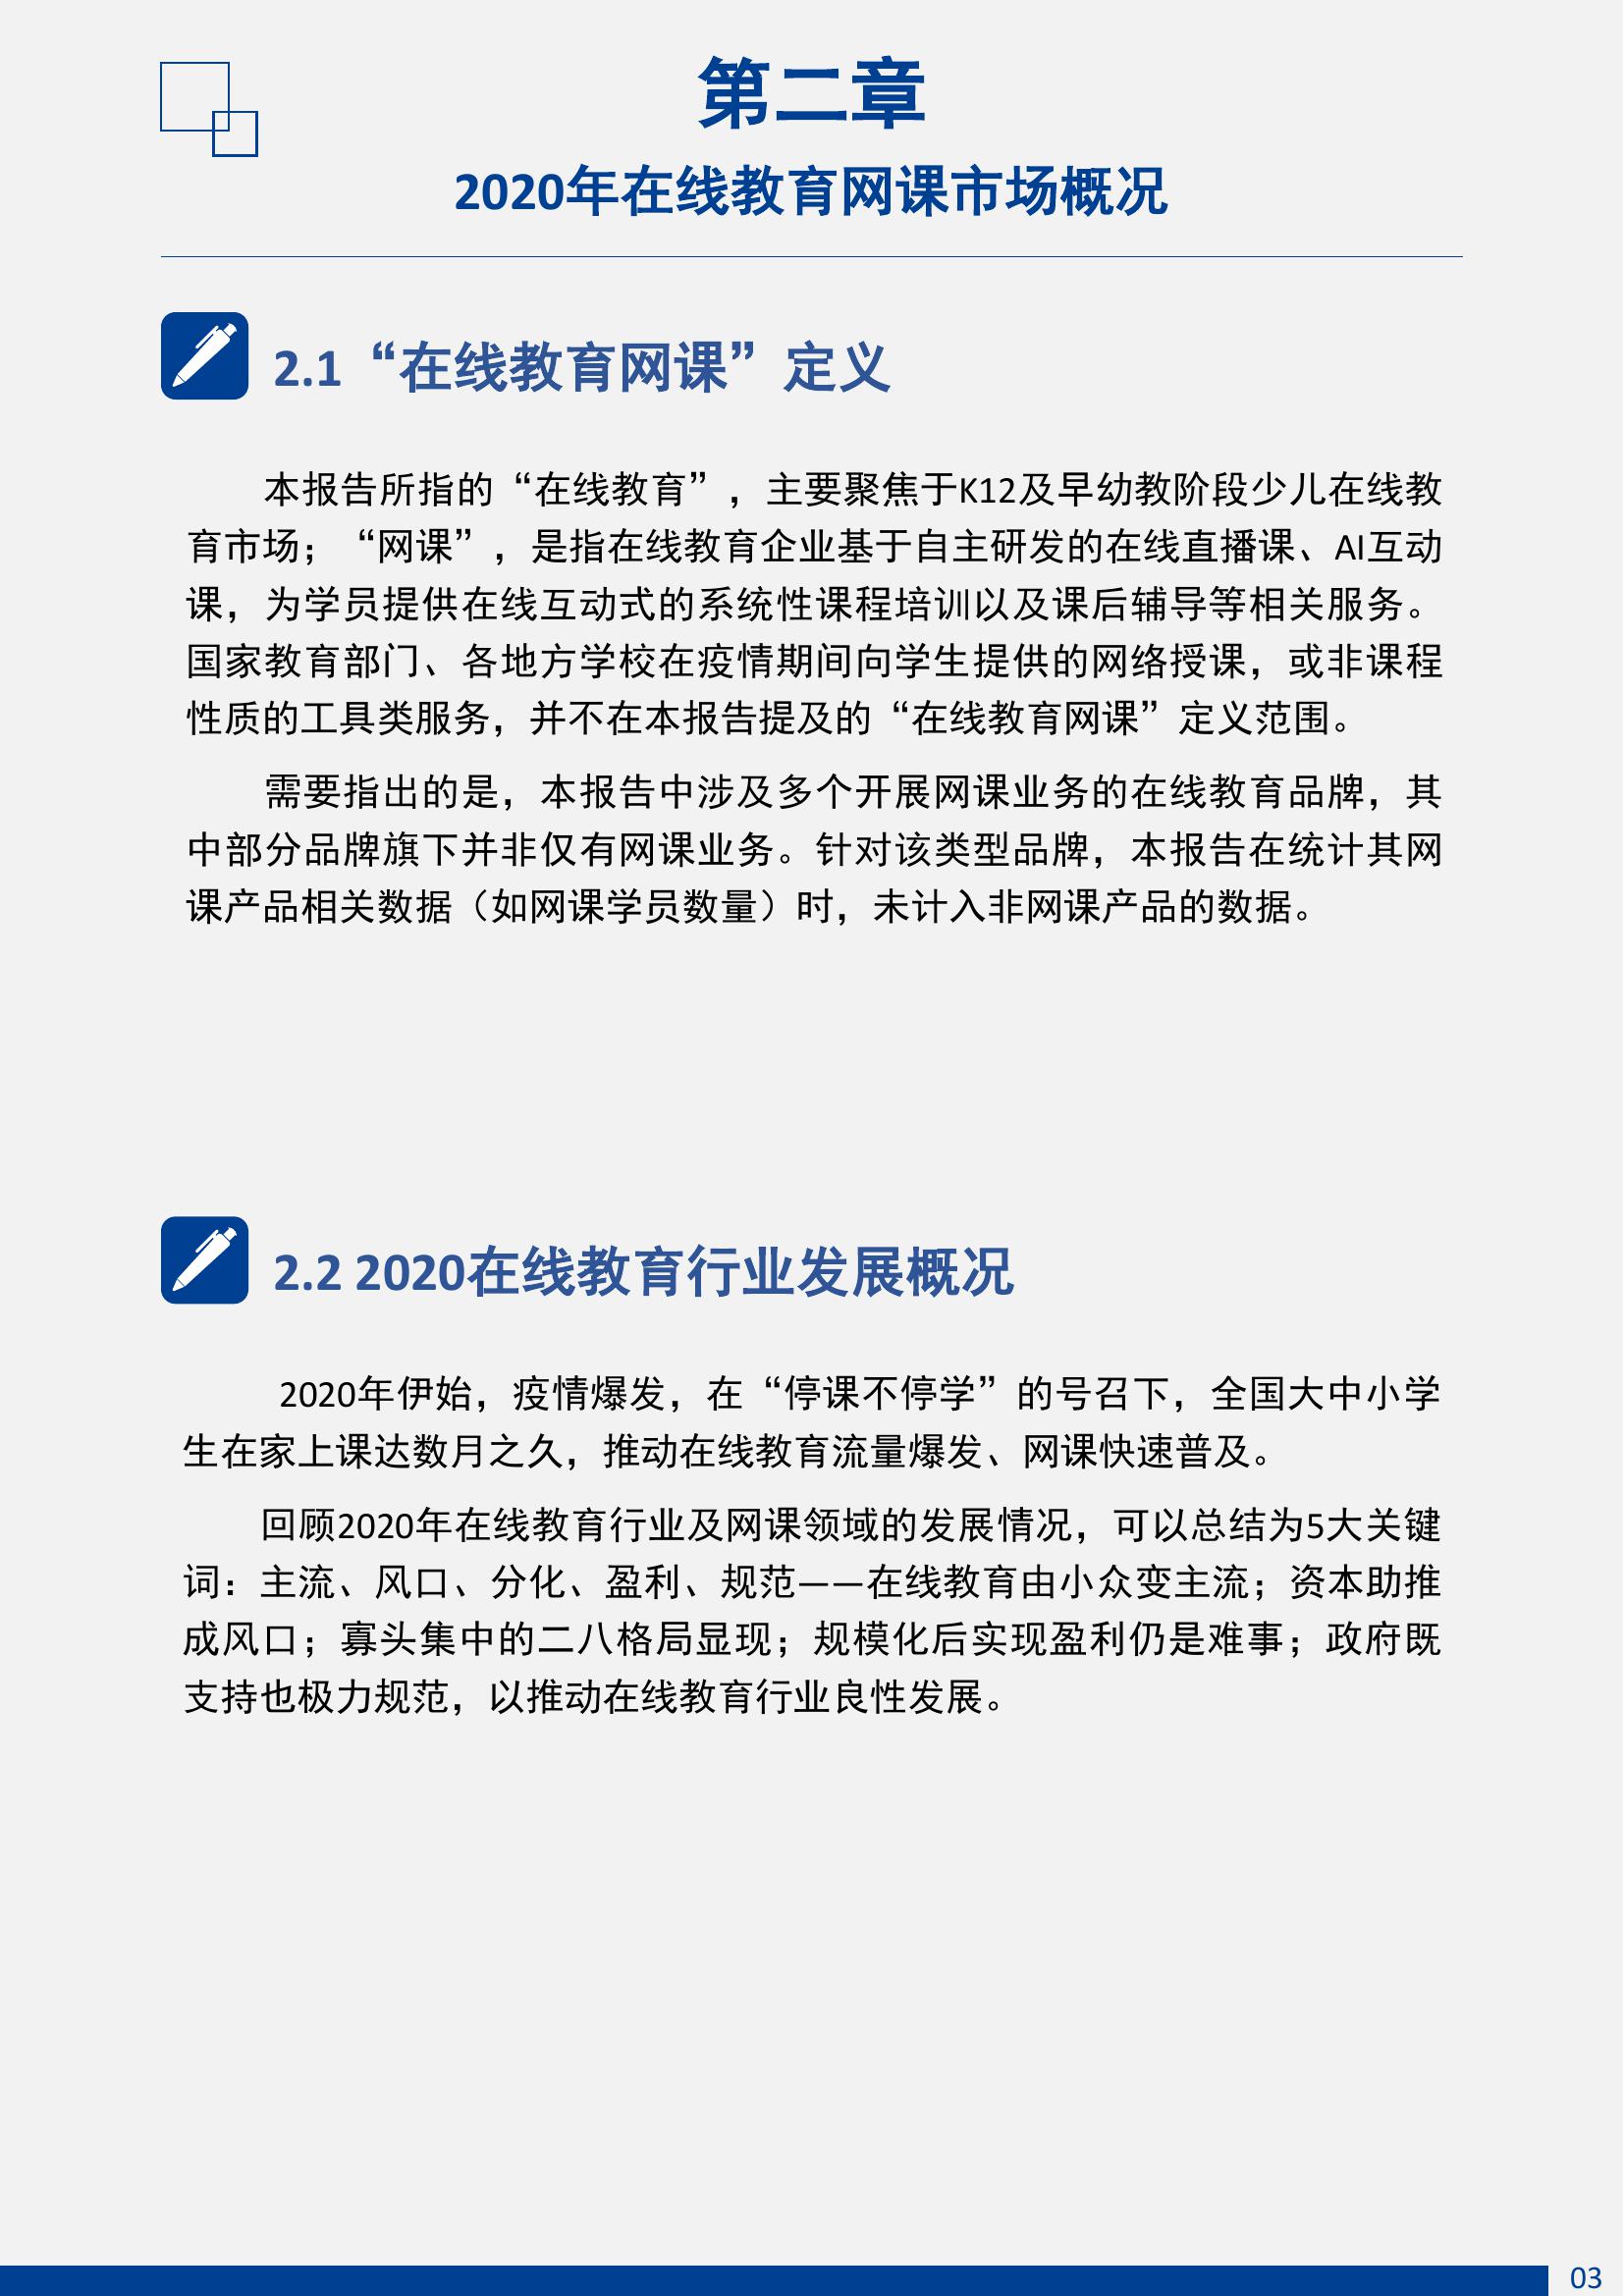 第二章
2020年在线教育网课市场概况
2.1“在线教育网课”定义
本报告所指的“在线教育”，主要聚焦于K12及早幼教阶段少儿在线教
育市场；“网课”，是指在线教育企业基于自主研发的在线直播课、AI互动
课，为学员提供在线互动式的系统性课程培训以及课后辅导等相关服务。
国家教育部门、各地方学校在疫情期间向学生提供的网络授课，或非课程
性质的工具类服务，并不在本报告提及的“在线教育网课”定义范围。
需要指出的是，本报告中涉及多个开展网课业务的在线教育品牌，其
中部分品牌旗下并非仅有网课业务。针对该类型品牌，本报告在统计其网
课产品相关数据（如网课学员数量）时，未计入非网课产品的数据。
2.2 2020在线教育行业发展概况
2020年伊始，疫情爆发，在“停课不停学”的号召下，全国大中小学
生在家上课达数月之久，推动在线教育流量爆发、网课快速普及。
回顾2020年在线教育行业及网课领域的发展情况，可以总结为5大关键
词：主流、风口、分化、盈利、规范——在线教育由小众变主流；资本助推
成风口；寡头集中的二八格局显现；规模化后实现盈利仍是难事；政府既
支持也极力规范，以推动在线教育行业良性发展。
03